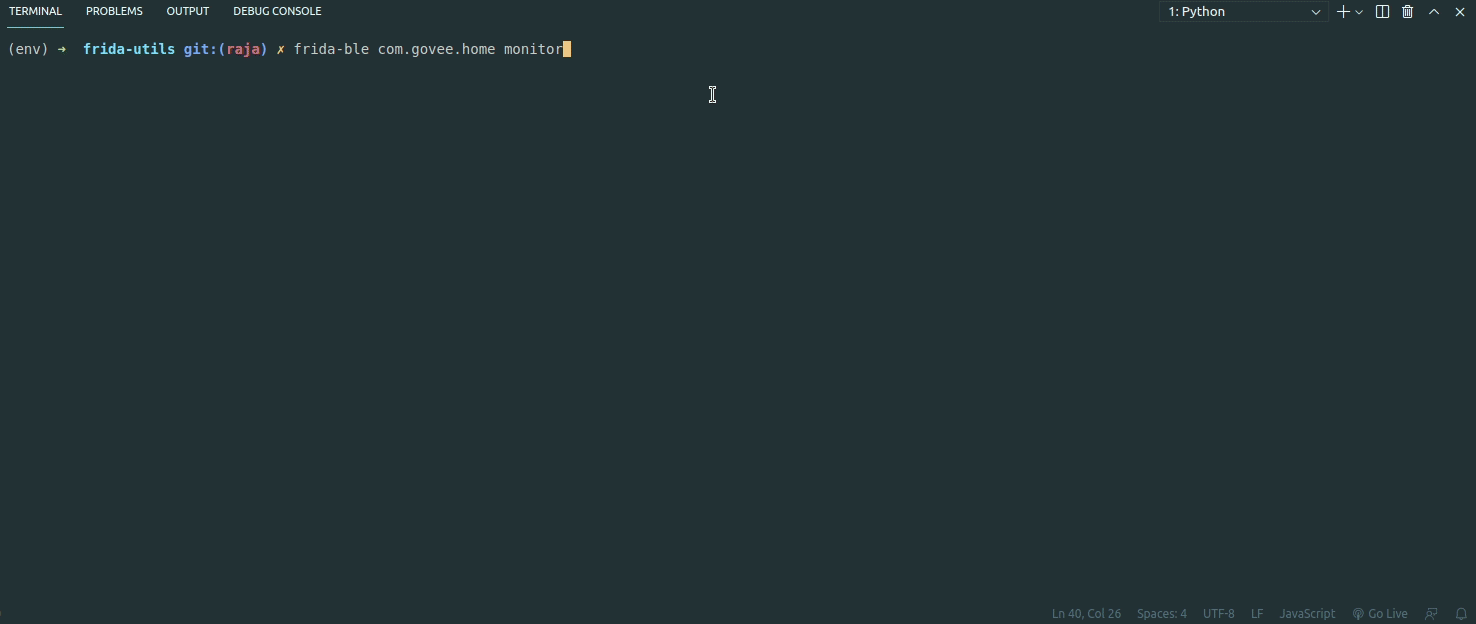 TERMINAL PROBLEMS OUTPUT DEBUG CONSOLE 1: Python
(env) ➜ frida-utils git:(raja) ✗ frida-ble com.govee.home monitor
Ln 40, Col 26 Spaces: 4 UTF-8 LF JavaScript Go Live